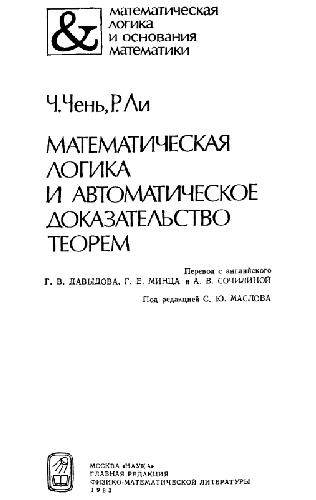 &
математическая
логика
и основания
математики
Ч. Чень, Р. Ли
МАТЕМАТИЧЕСКАЯ
ЛОГИКА
И АВТОМАТИЧЕСКОЕ
ДОКАЗАТЕЛЬСТВО
ТЕОРЕМ
Перевод с английского
Г. В. ДАВЫДОВА, Г. Е. МИНЦА и А. В. СОЧИЛИНОЙ
Под редакцией С. Ю. МАСЛОВА
МОСКВА «НАУКА»
ГЛАВНАЯ РЕДАКЦИЯ
ФИЗИКО-МАТЕМАТИЧЕСКОЙ ЛИТЕРАТУРЫ
1983